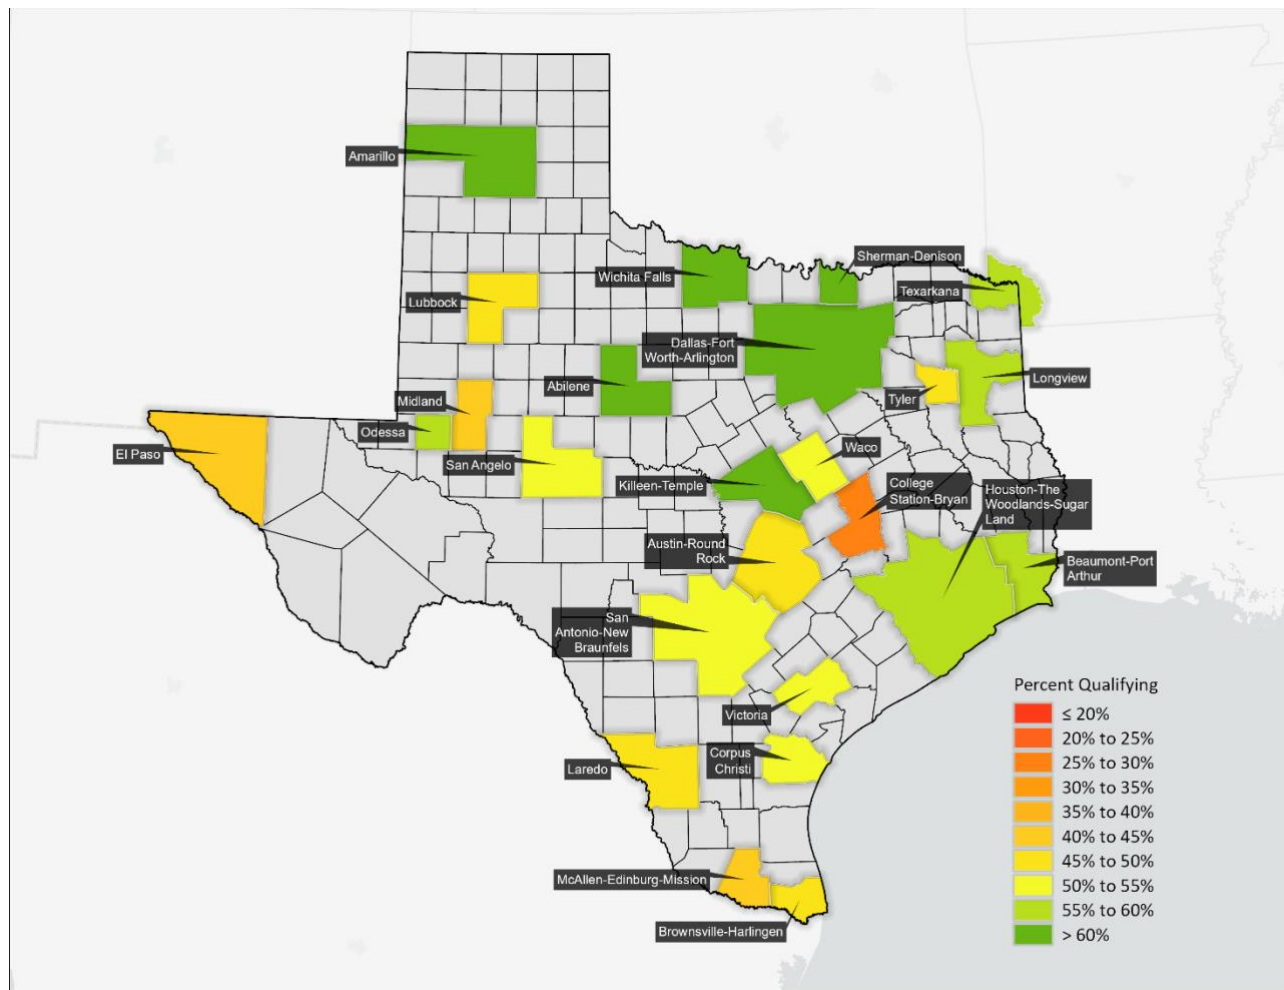 Amarillo
Sherman-Denison
Wichita Falls
Texarkana
Lubbock
Dallas-Fort
Worth-Arlington
Abilene
Longview
Midland
Tyler
Odessa
El Paso
San Angelo
Waco
Killeen-Temple
College
Station-Bryan
Houston-The
Woodlands-Sugar
Land
Austin-Round
Rock
Beaumont-Port
Arthur
San
Antonio-New
Braunfels
Victoria
Corpus
Christi
Laredo
McAllen-Edinburg-Mission
Brownsville-Harlingen
Percent Qualifying
≤ 20%
20% to 25%
25% to 30%
30% to 35%
35% to 40%
40% to 45%
45% to 50%
50% to 55%
55% to 60%
> 60%